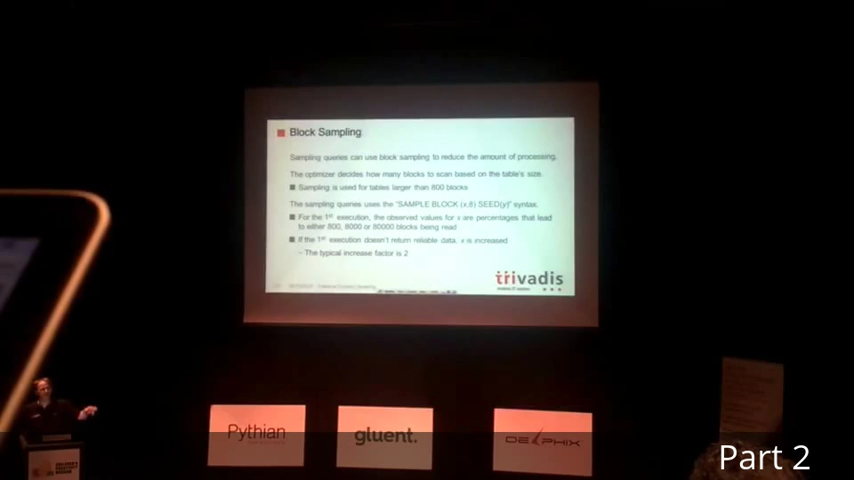 Block Sampling
Sampling queries can use block sampling to reduce the amount of processing.
The optimizer decides how many blocks to scan based on the table's size.
Sampling is used for tables larger than 800 blocks
The sampling queries uses the "SAMPLE BLOCK (x,8) SEED(y)" syntax.
For the 1st execution, the observed values for x are percentages that lead
to either 800, 8000 or 80000 blocks being read
If the 1st execution doesn't return reliable data, x is increased
– The typical increase factor is 2
trivadis
Pythian
gluent.
DELPHIX
Part 2